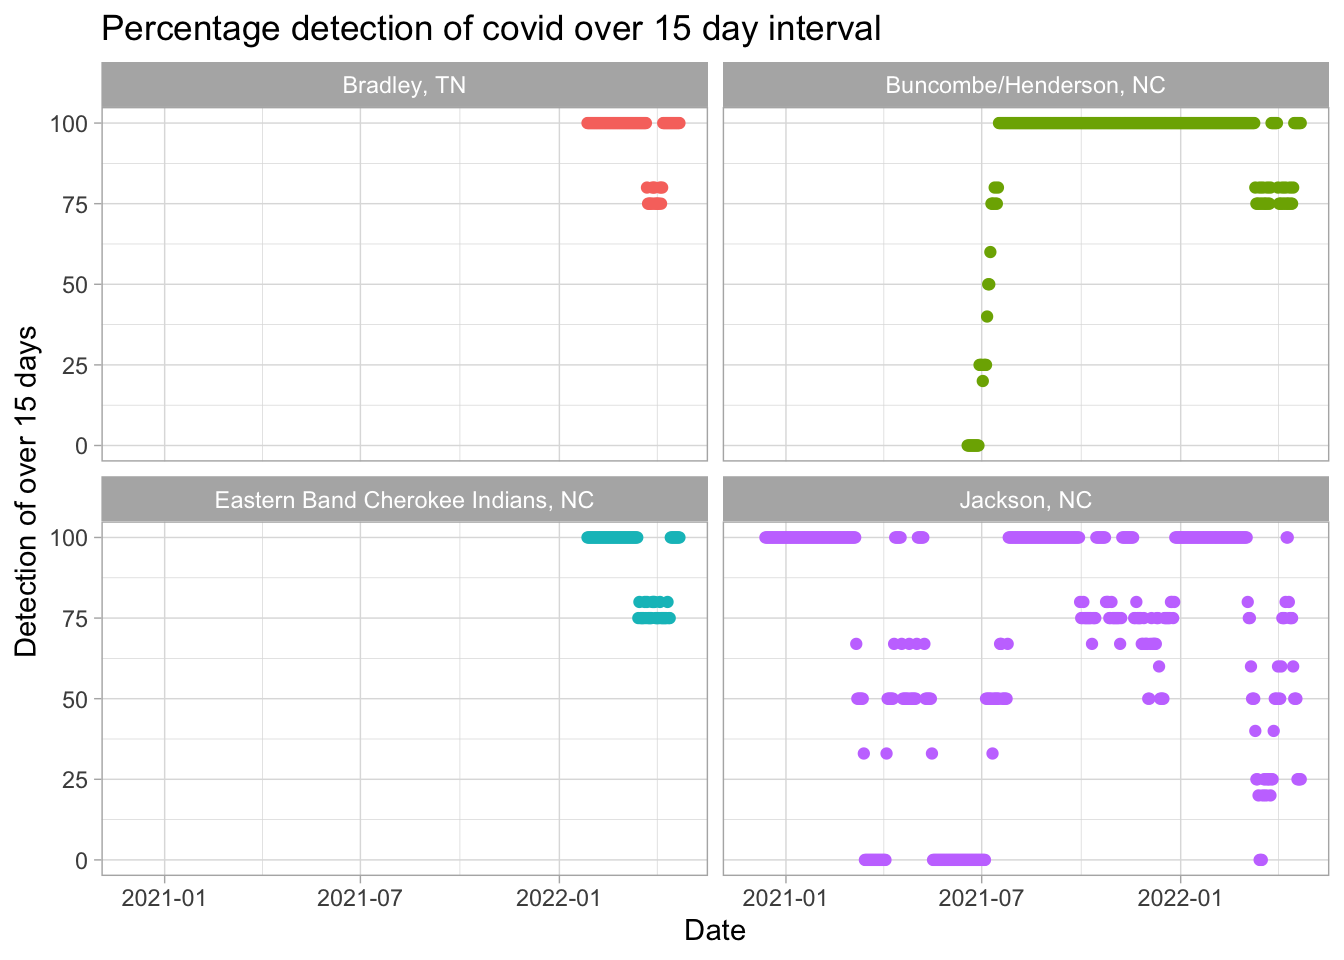 Percentage detection of covid over 15 day interval
Bradley, TN
Buncombe/Henderson, NC
100
75
50
25
0
Eastern Band Cherokee Indians, NC
Jackson, NC
100
75
50
25
0
Detection of over 15 days
2021-01
2021-07
2022-01
2021-01
2021-07
2022-01
Date